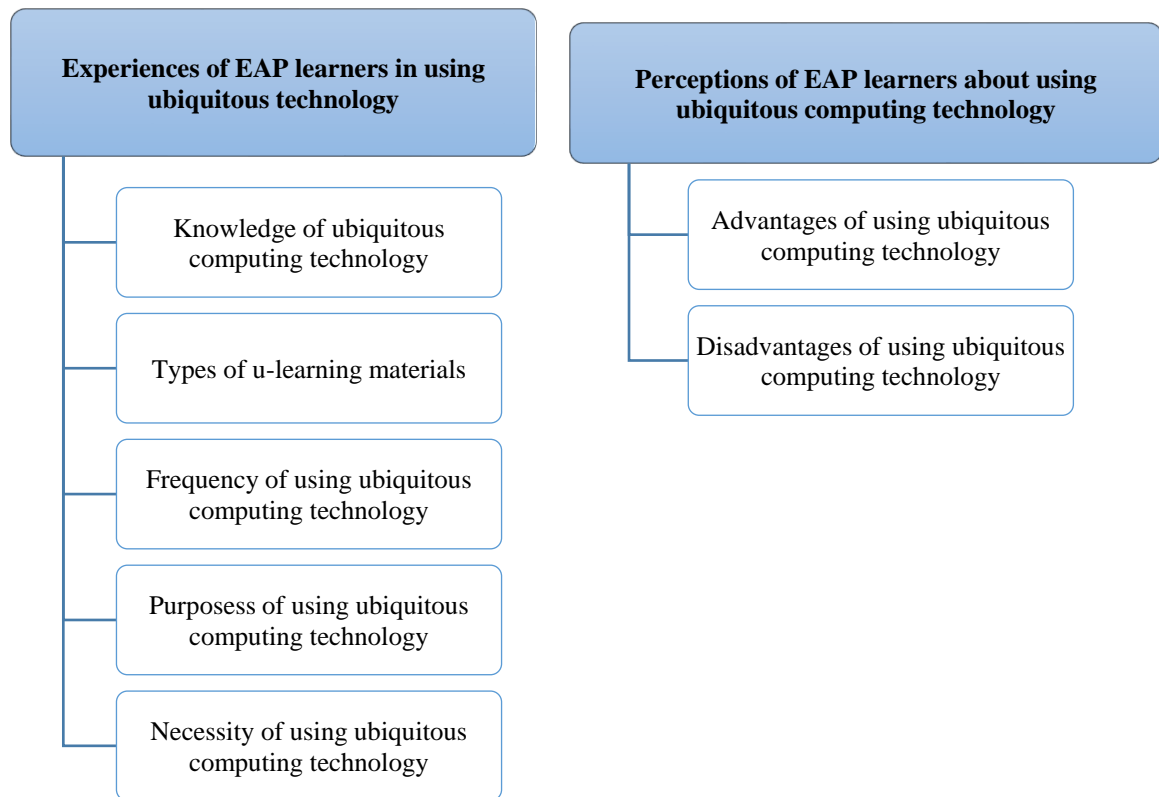 Experiences of EAP learners in using
ubiquitous technology
Knowledge of ubiquitous
computing technology
Types of u-learning materials
Frequency of using ubiquitous
computing technology
Purposess of using ubiquitous
computing technology
Necessity of using ubiquitous
computing technology
Perceptions of EAP learners about using
ubiquitous computing technology
Advantages of using ubiquitous
computing technology
Disadvantages of using ubiquitous
computing technology